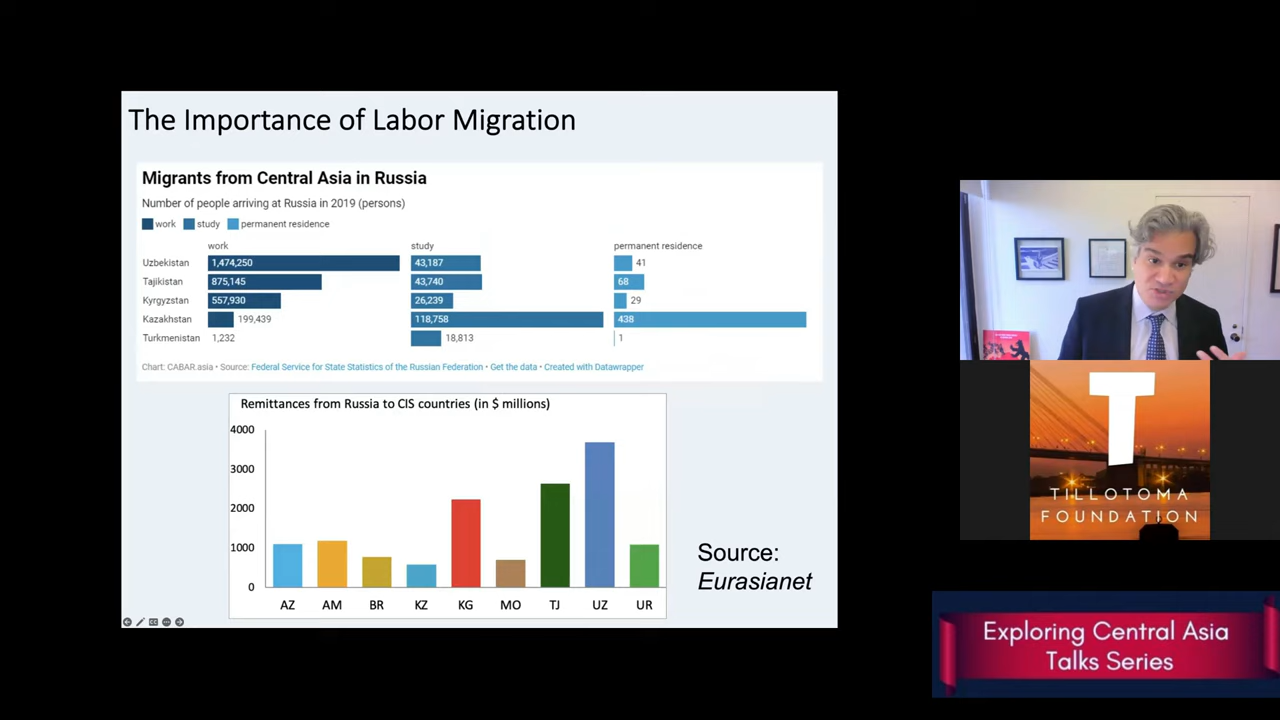 The Importance of Labor Migration
Migrants from Central Asia in Russia
Number of people arriving at Russia in 2019 (persons)
work study permanent residence
work study permanent residence
Uzbekistan 1,474,250 43,187 41
Tajikistan 875,145 43,740 68
Kyrgyzstan 557,930 26,239 29
Kazakhstan 199,439 118,758 438
Turkmenistan 1,232 18,813 1
Chart: CABAR.asia • Source: Federal Service for State Statistics of the Russian Federation • Get the data • Created with Datawrapper
Remittances from Russia to CIS countries (in $ millions)
4000
3000
2000
1000
0
AZ AM BR KZ KG MO TJ UZ UR
Source:
Eurasianet
T
TILLOTOMA
FOUNDATION
Exploring Central Asia
Talks Series